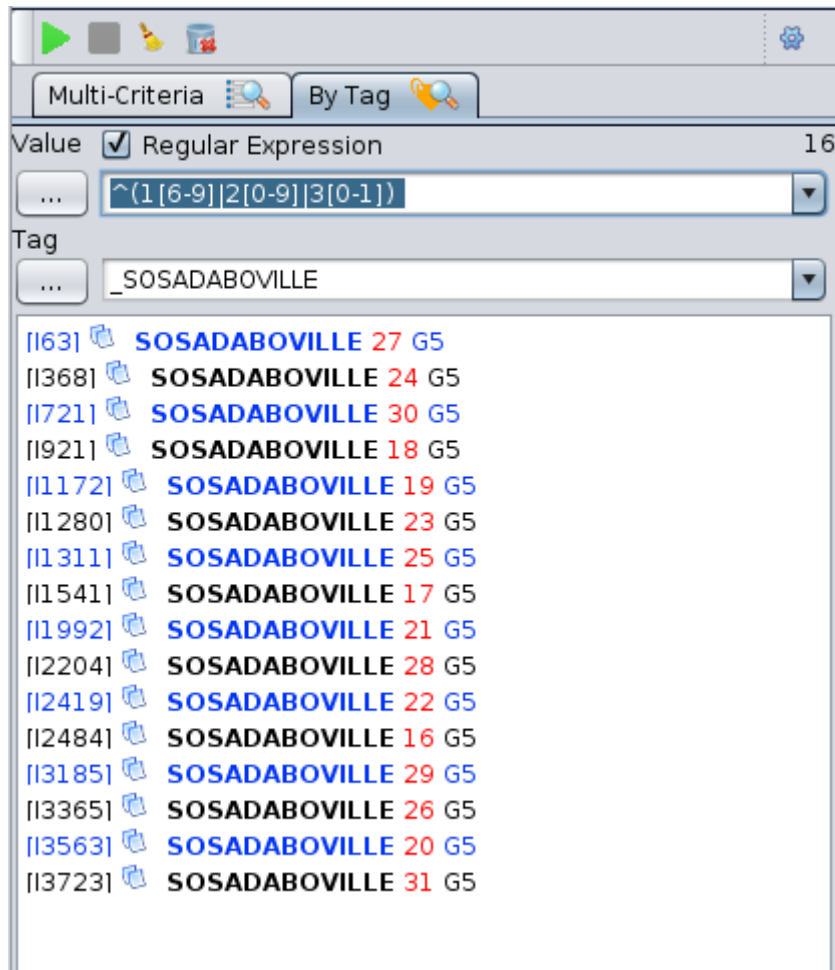 Multi-Criteria By Tag
Value Regular Expression 16
... ^(1[6-9]|2[0-9]|3[0-1])
Tag
... _SOSADABOVILLE
[I63] SOSADABOVILLE 27 G5
[I368] SOSADABOVILLE 24 G5
[I721] SOSADABOVILLE 30 G5
[I921] SOSADABOVILLE 18 G5
[I1172] SOSADABOVILLE 19 G5
[I1280] SOSADABOVILLE 23 G5
[I1311] SOSADABOVILLE 25 G5
[I1541] SOSADABOVILLE 17 G5
[I1992] SOSADABOVILLE 21 G5
[I2204] SOSADABOVILLE 28 G5
[I2419] SOSADABOVILLE 22 G5
[I2484] SOSADABOVILLE 16 G5
[I3185] SOSADABOVILLE 29 G5
[I3365] SOSADABOVILLE 26 G5
[I3563] SOSADABOVILLE 20 G5
[I3723] SOSADABOVILLE 31 G5